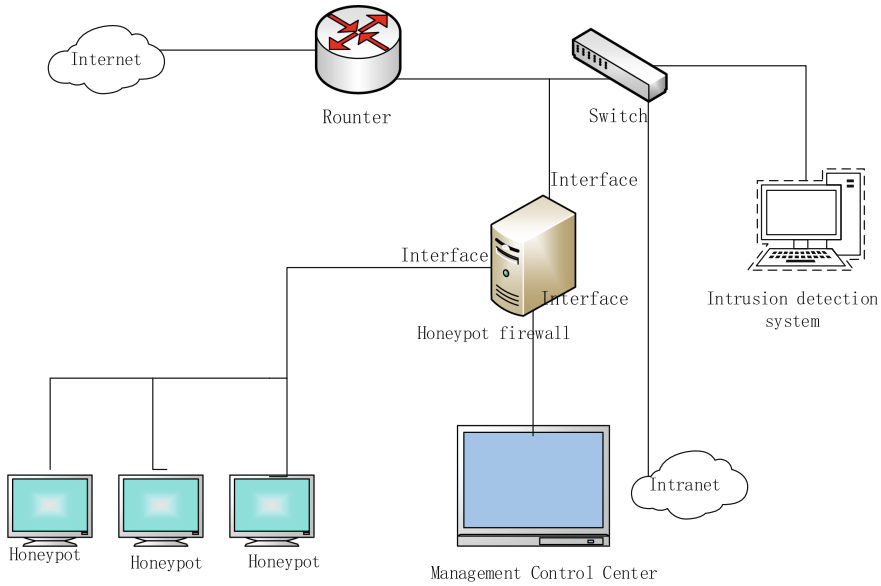 Internet
Rounter
Switch
Interface
Interface
Interface
Honeypot firewall
Intrusion detection
system
Intranet
Honeypot
Honeypot
Honeypot
Management Control Center